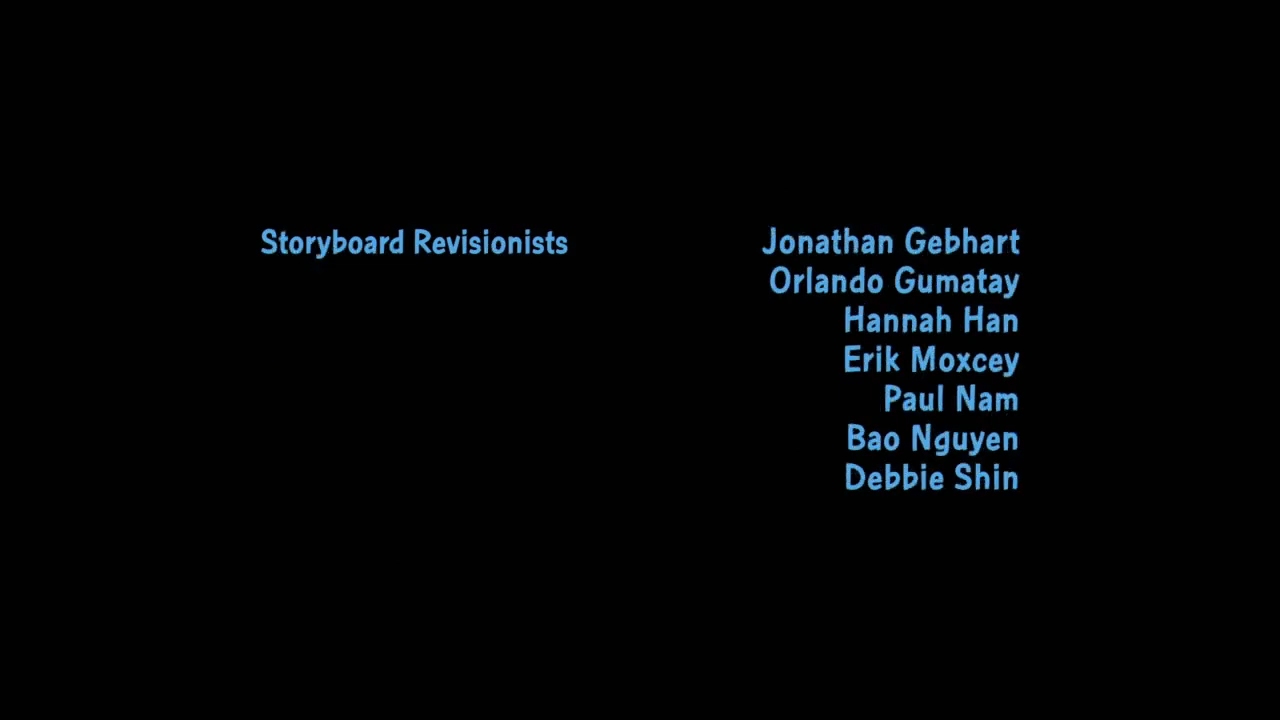 Storyboard Revisionists Jonathan Gebhart
Orlando Gumatay
Hannah Han
Erik Moxcey
Paul Nam
Bao Nguyen
Debbie Shin